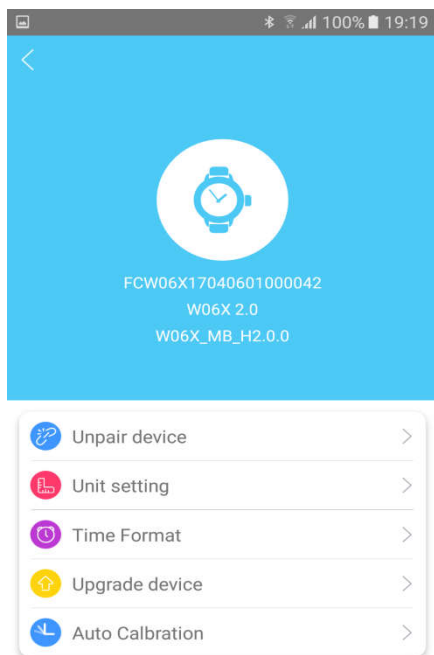 100% 19:19
FCW06X17040601000042
W06X 2.0
W06X_MB_H2.0.0
Unpair device
Unit setting
Time Format
Upgrade device
Auto Calbration